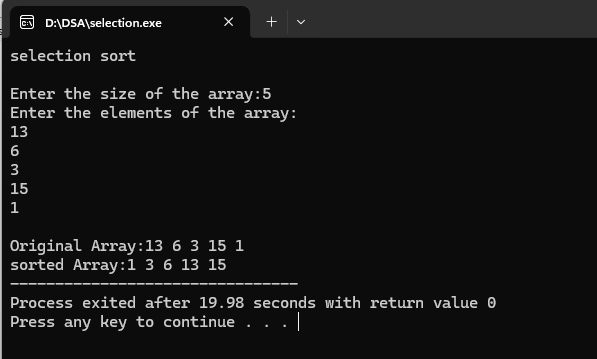 D:\DSA\selection.exe
selection sort
Enter the size of the array:5
Enter the elements of the array:
13
6
3
15
1
Original Array:13 6 3 15 1
sorted Array:1 3 6 13 15
--------------------------------
Process exited after 19.98 seconds with return value 0
Press any key to continue . . .